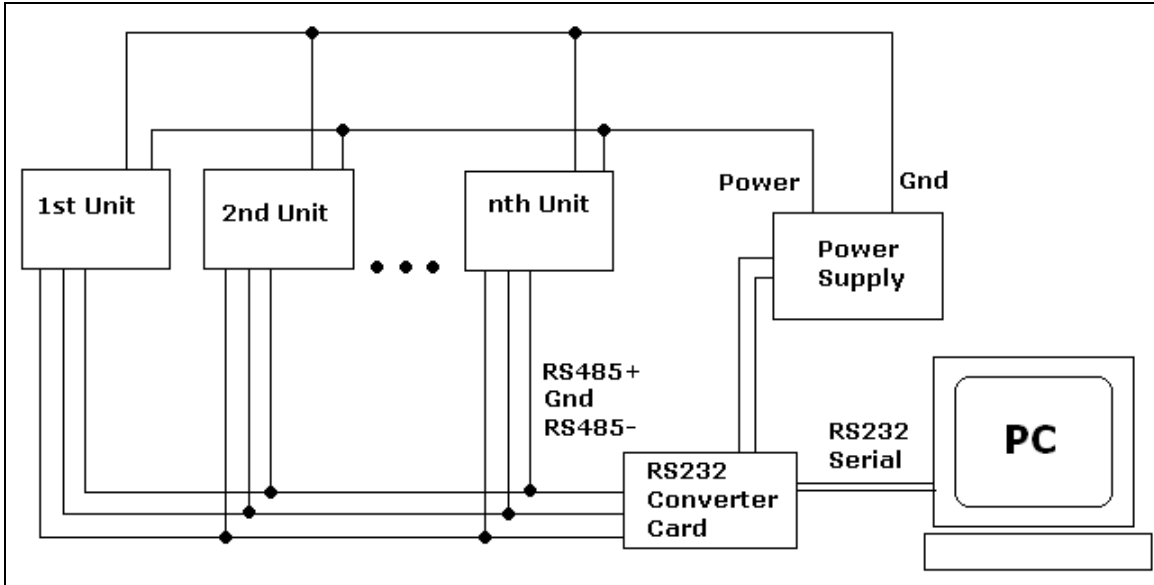 1st Unit
2nd Unit
nth Unit
Power
Gnd
Power
Supply
RS485+
Gnd
RS485-
RS232
Converter
Card
RS232
Serial
PC